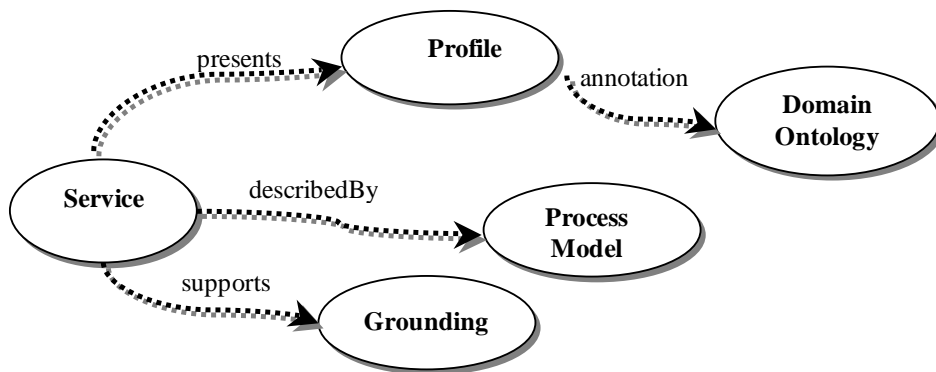 Profile
presents
annotation
Domain
Ontology
Service
describedBy
Process
Model
supports
Grounding